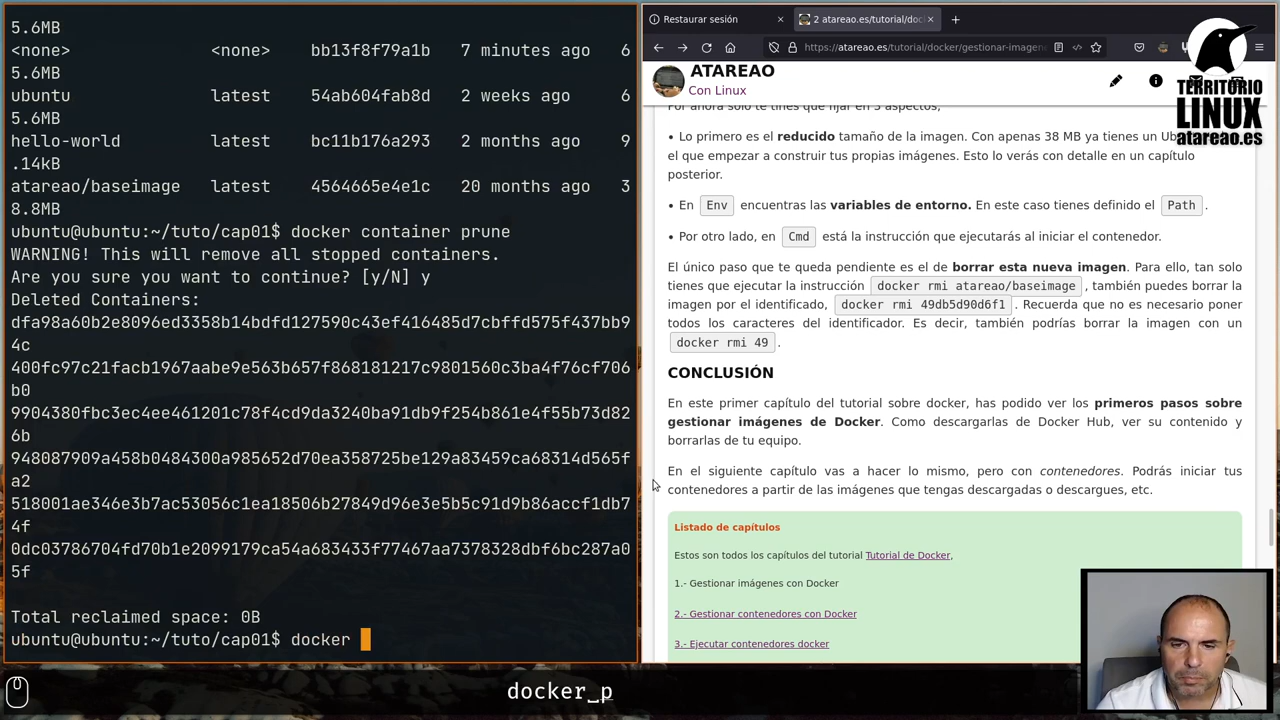 5.6MB
<none> <none> bb13f8f79a1b 7 minutes ago 6
5.6MB
ubuntu latest 54ab604fab8d 2 weeks ago 6
5.6MB
hello-world latest bc11b176a293 2 months ago 9
.14kB
atareao/baseimage latest 4564665e4e1c 20 months ago 3
8.8MB
ubuntu@ubuntu:~/tuto/cap01$ docker container prune
WARNING! This will remove all stopped containers.
Are you sure you want to continue? [y/N] y
Deleted Containers:
dfa98a60b2e8096ed3358b14bdfd127590c43ef416485d7cbffd575f437bb9
4c
400fc97c21facb1967aabe9e563b657f868181217c9801560c3ba4f76cf706
b0
9904380fbc3ec4ee461201c78f4cd9da3240ba91db9f254b861e4f55b73d82
6b
948087909a458b0484300a985652d70ea358725be129a83459ca68314d565f
a2
518001ae346e3b7ac53056c1ea18506b27849d96e3b5b5c91d9b86accf1db7
4f
0dc03786704fd70b1e2099179ca54a683433f77467aa7378328dbf6bc287a0
5f
Total reclaimed space: 0B
ubuntu@ubuntu:~/tuto/cap01$ docker
Restaurar sesión
2 atareao.es/tutorial/doc
https://atareao.es/tutorial/docker/gestionar-imagene
ATAREAO
Con Linux
TERRITORIO
LINUX
atareao.es
Por ahora solo te tines que fijar en 3 aspectos,
• Lo primero es el reducido tamaño de la imagen. Con apenas 38 MB ya tienes un Ub
el que empezar a construir tus propias imágenes. Esto lo verás con detalle en un capítulo
posterior.
• En Env encuentras las variables de entorno. En este caso tienes definido el Path .
• Por otro lado, en Cmd está la instrucción que ejecutarás al iniciar el contenedor.
El único paso que te queda pendiente es el de borrar esta nueva imagen. Para ello, tan solo
tienes que ejecutar la instrucción docker rmi atareao/baseimage , también puedes borrar la
imagen por el identificado, docker rmi 49db5d90d6f1 . Recuerda que no es necesario poner
todos los caracteres del identificador. Es decir, también podrías borrar la imagen con un
docker rmi 49 .
CONCLUSIÓN
En este primer capítulo del tutorial sobre docker, has podido ver los primeros pasos sobre
gestionar imágenes de Docker. Como descargarlas de Docker Hub, ver su contenido y
borrarlas de tu equipo.
En el siguiente capítulo vas a hacer lo mismo, pero con contenedores. Podrás iniciar tus
contenedores a partir de las imágenes que tengas descargadas o descargues, etc.
Listado de capítulos
Estos son todos los capítulos del tutorial Tutorial de Docker,
1.- Gestionar imágenes con Docker
2.- Gestionar contenedores con Docker
3.- Ejecutar contenedores docker
docker_p